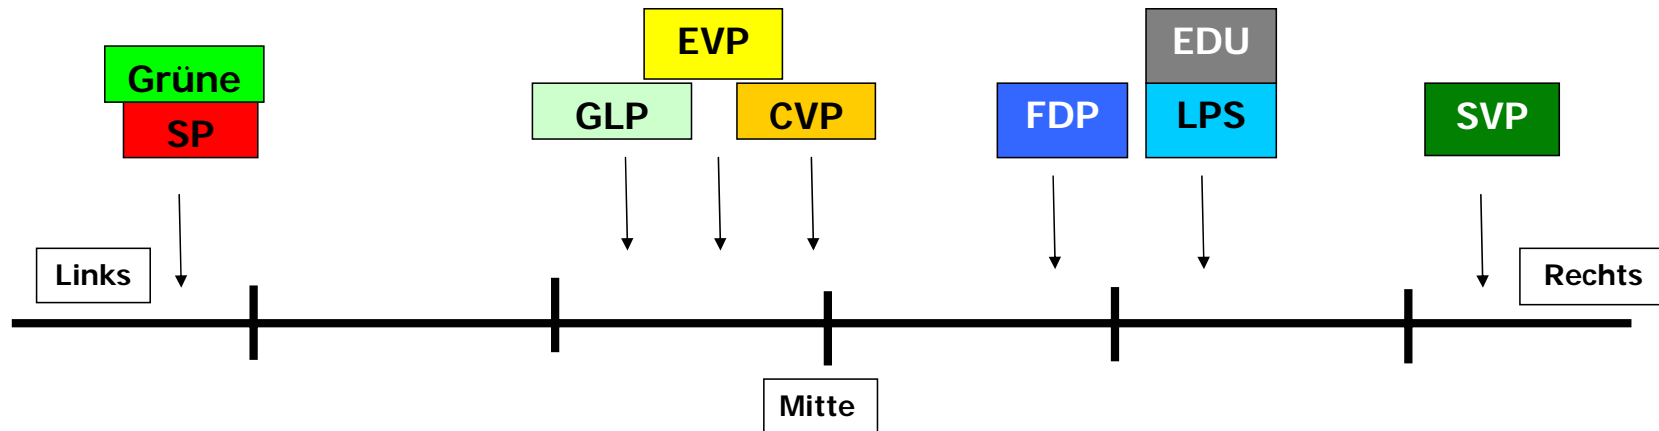 EVP
EDU
Grüne
GLP
CVP
FDP
LPS
SVP
SP
Links
Rechts
Mitte